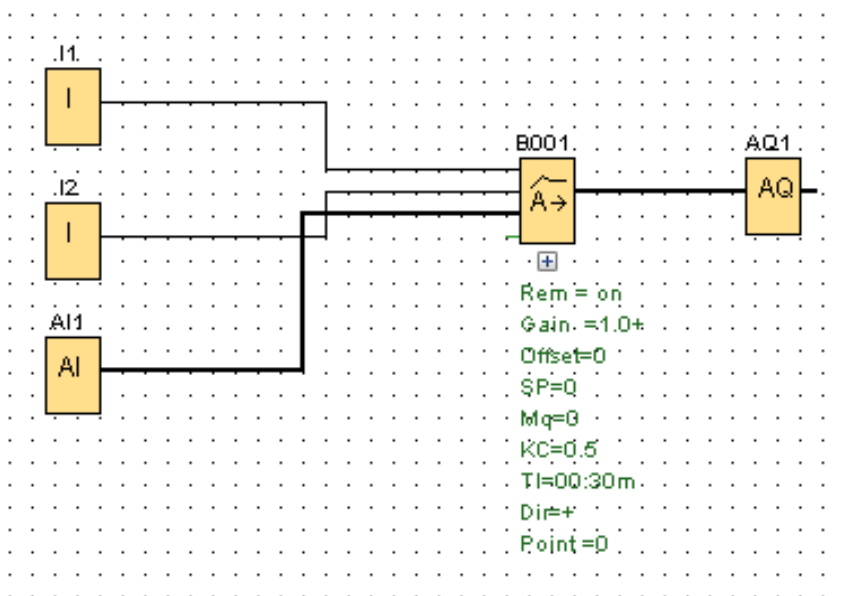 I1
I
I2
I
AI1
AI
B001
A→
AQ1
AQ
+
Rem = on
Gain =1.0+
Offset=0
SP=0
Mq=0
KC=0.5
TI=00:30m
Dir=+
Point =0